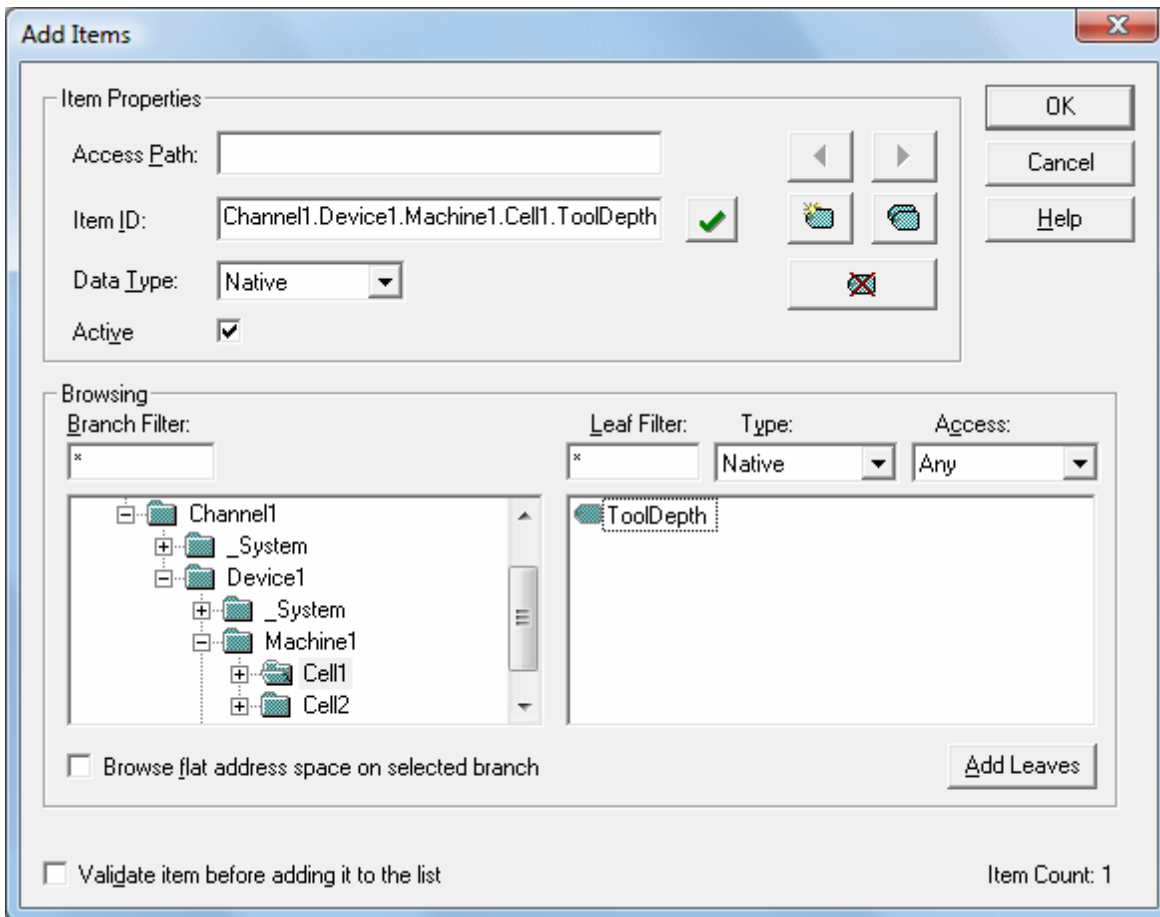 Add Items
Item Properties
OK
Access Path:
Cancel
Item ID: Channel1.Device1.Machine1.Cell1.ToolDepth
Help
Data Type: Native
Active
Browsing
Branch Filter: Leaf Filter: Type: Access:
* * Native Any
Channel1 ToolDepth
_System
Device1
_System
Machine1
Cell1
Cell2
Browse flat address space on selected branch Add Leaves
Validate item before adding it to the list Item Count: 1